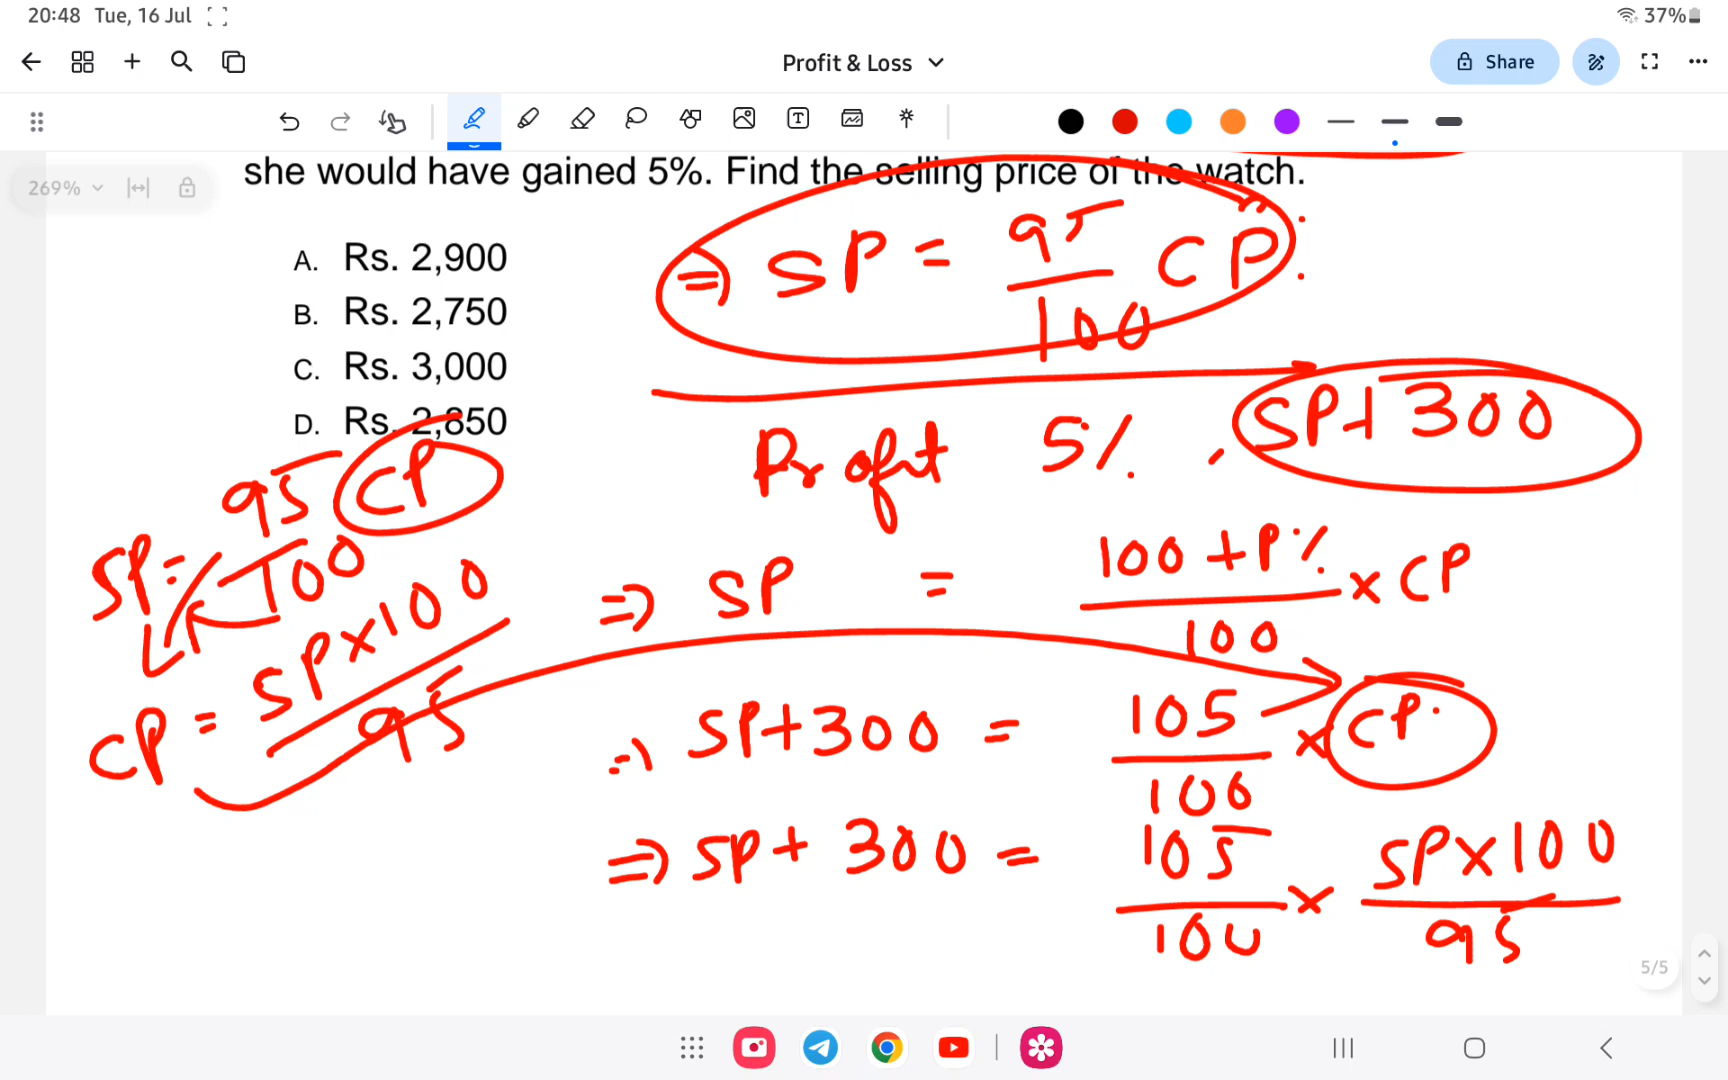 20:48 Tue, 16 Jul 37%
Profit & Loss
Share
269%
she would have gained 5%. Find the selling price of the watch.
A. Rs. 2,900
B. Rs. 2,750
C. Rs. 3,000
D. Rs. 2,850
⇒ SP = 95/100 CP
Profit 5%, SP+300
SP = 95/100 CP
CP = SP×100/95
⇒ SP = 100+P%/100 × CP
⇒ SP+300 = 105/100 × CP
⇒ SP+300 = 105/100 × SP×100/95
5/5